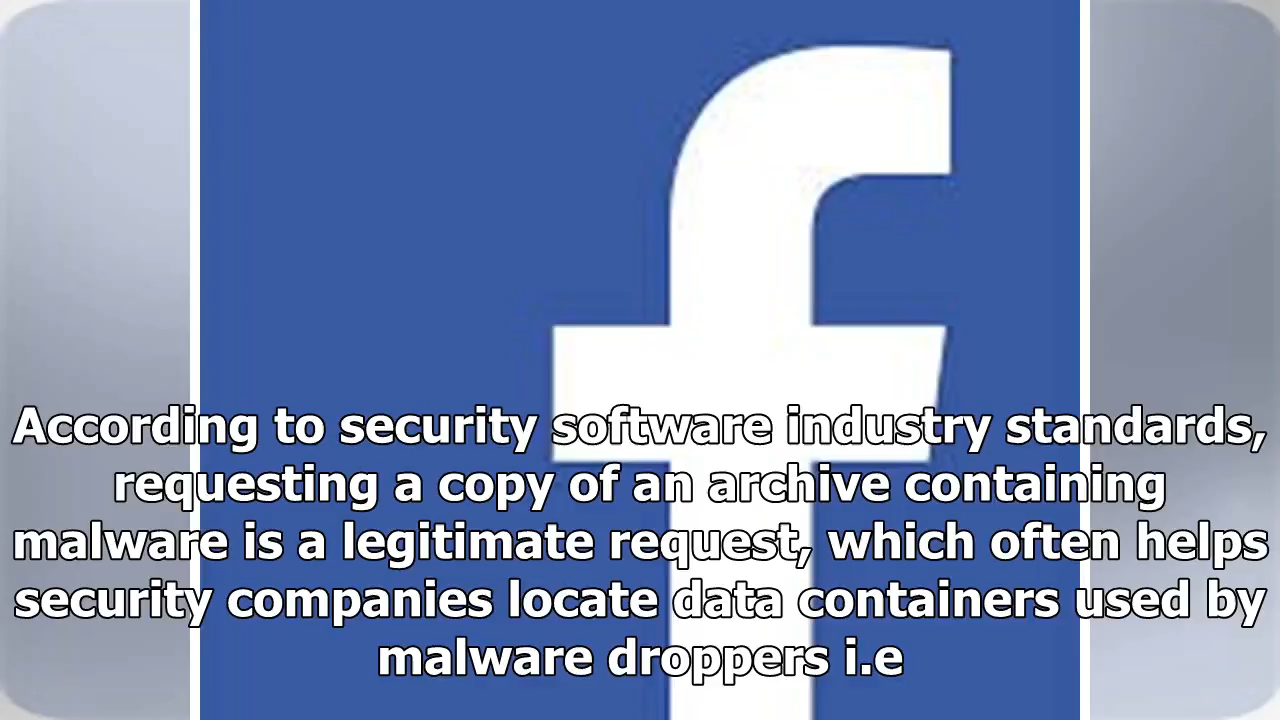 According to security software industry standards,
requesting a copy of an archive containing
malware is a legitimate request, which often helps
security companies locate data containers used by
malware droppers i.e